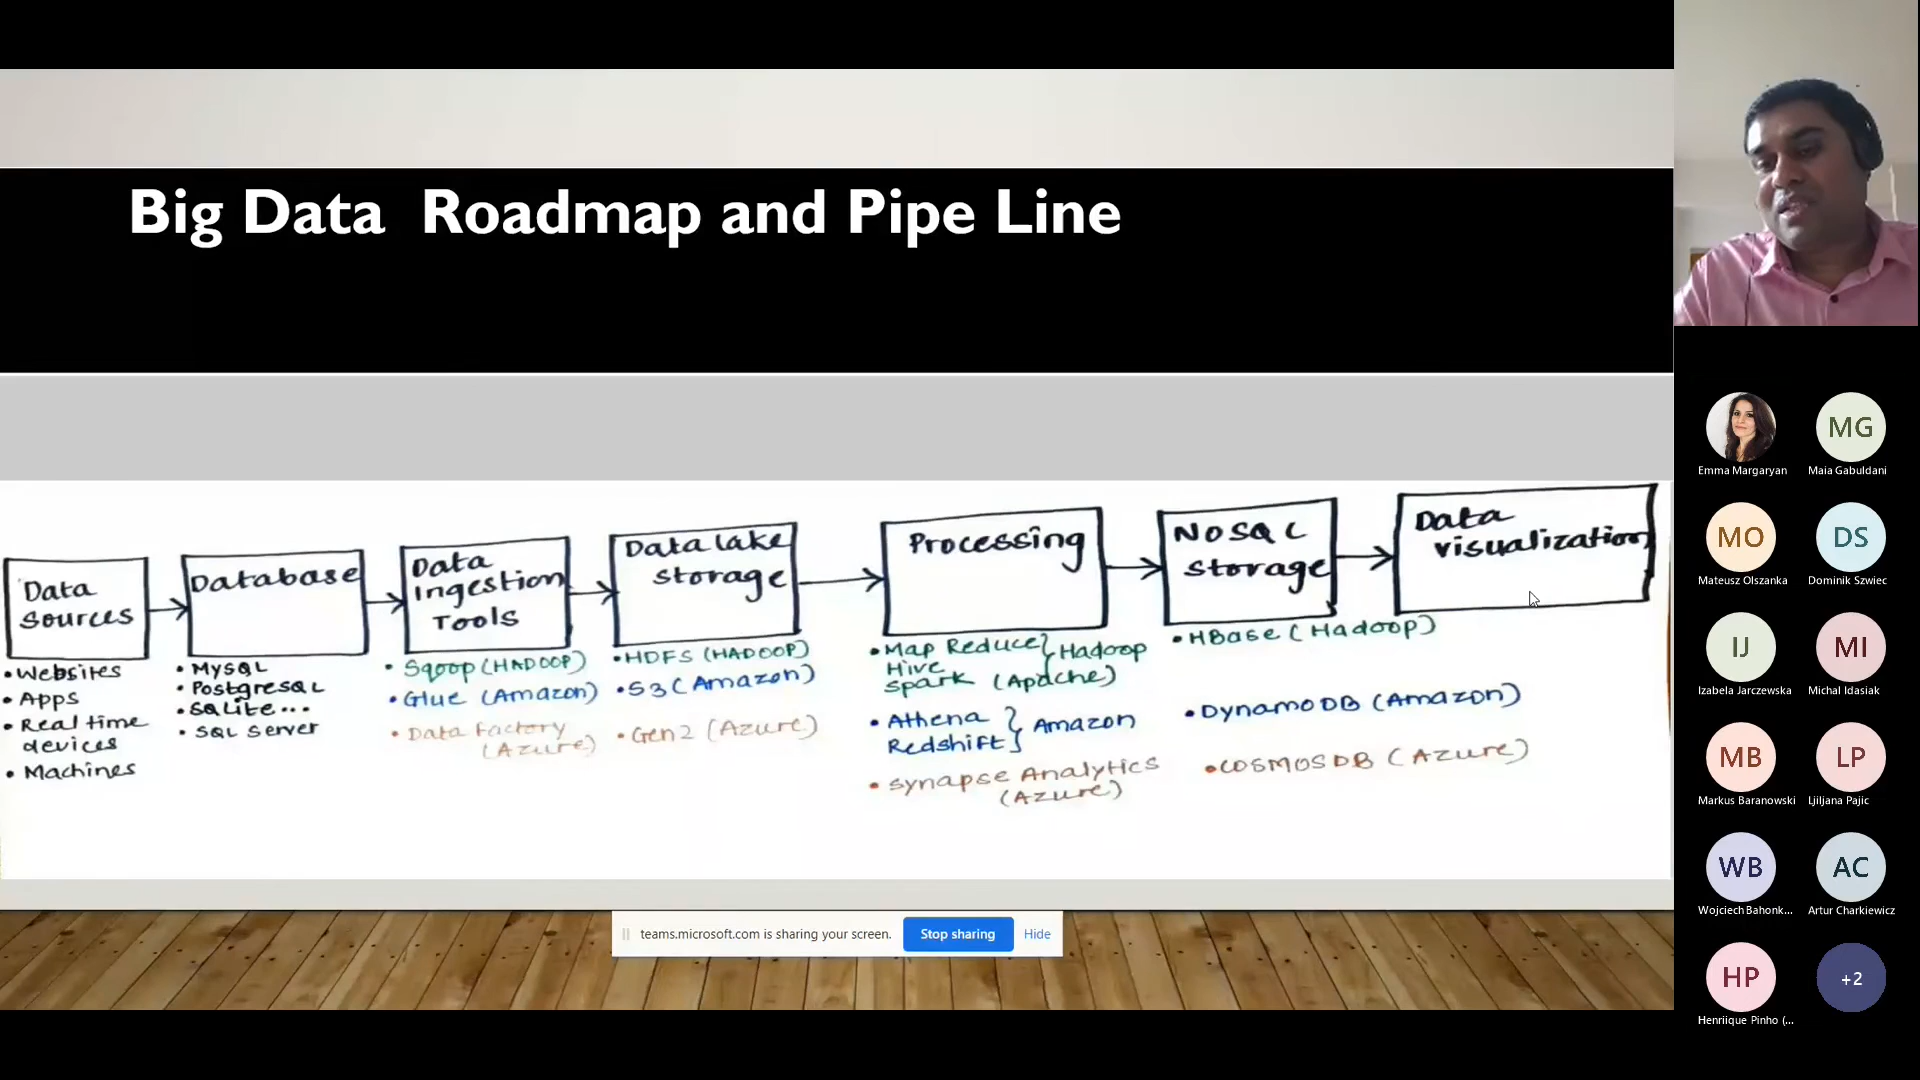 Big Data  Roadmap and Pipe Line
Data
sources
• Websites
• Apps
• Real time
devices
• Machines
Database
• MySQL
• PostgreSQL
• SQLite...
• SQL Server
Data
ingestion
Tools
• Sqoop (HADOOP)
• Glue (Amazon)
• Data Factory
(Azure)
Data lake
storage
• HDFS (HADOOP)
• S3 (Amazon)
• Gen2 (Azure)
Processing
• Map Reduce } Hadoop
Hive
Spark (Apache)
• Athena } Amazon
Redshift
• Synapse Analytics
(Azure)
NOSQL
storage
• HBase (Hadoop)
• DynamoDB (Amazon)
• COSMOSDB (Azure)
Data
visualization
teams.microsoft.com is sharing your screen.
Stop sharing
Hide
Emma Margaryan
MG
Maia Gabuldani
MO
Mateusz Olszanka
DS
Dominik Szwiec
IJ
Izabela Jarczewska
MI
Michal Idasiak
MB
Markus Baranowski
LP
Ljiljana Pajic
WB
Wojciech Bahonk...
AC
Artur Charkiewicz
HP
Henriique Pinho (...
+2